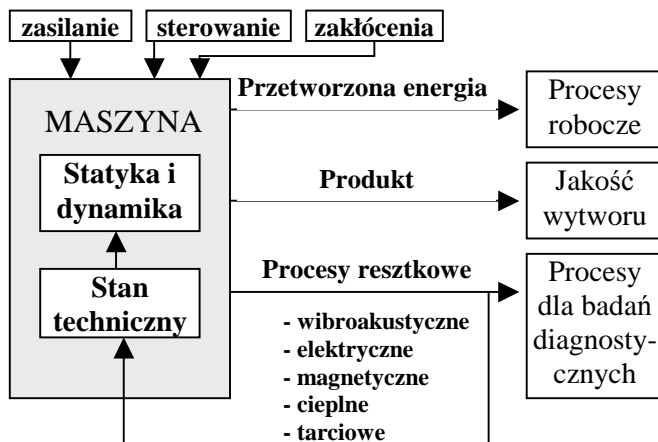 zasilanie
sterowanie
zakłócenia
MASZYNA
Statyka i
dynamika
Stan
techniczny
Przetworzona energia
Procesy
robocze
Produkt
Jakość
wytworu
Procesy resztkowe
- wibroakustyczne
- elektryczne
- magnetyczne
- cieplne
- tarciowe
Procesy
dla badań
diagnosty-
cznych